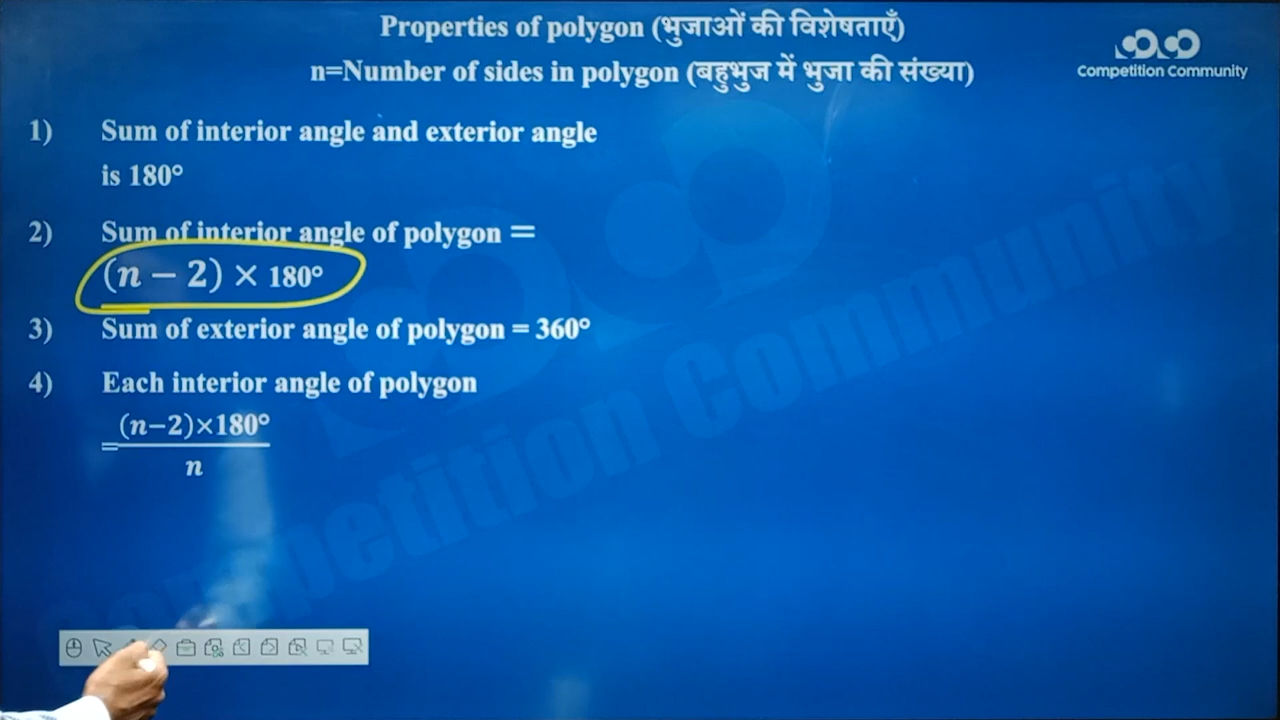 Properties of polygon (भुजाओं की विशेषताएँ)
n=Number of sides in polygon (बहुभुज में भुजा की संख्या)
Competition Community
1) Sum of interior angle and exterior angle
is 180°
2) Sum of interior angle of polygon =
(n − 2) × 180°
3) Sum of exterior angle of polygon = 360°
4) Each interior angle of polygon
= (n−2)×180°
n
Competition Community